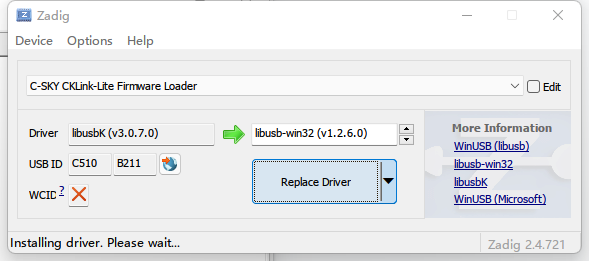 Zadig
Device Options Help
C-SKY CKLink-Lite Firmware Loader
Edit
Driver libusbK (v3.0.7.0) libusb-win32 (v1.2.6.0)
More Information
WinUSB (libusb)
USB ID C510 B211
libusb-win32
Replace Driver
libusbK
WCID ?
WinUSB (Microsoft)
Installing driver. Please wait...
Zadig 2.4.721